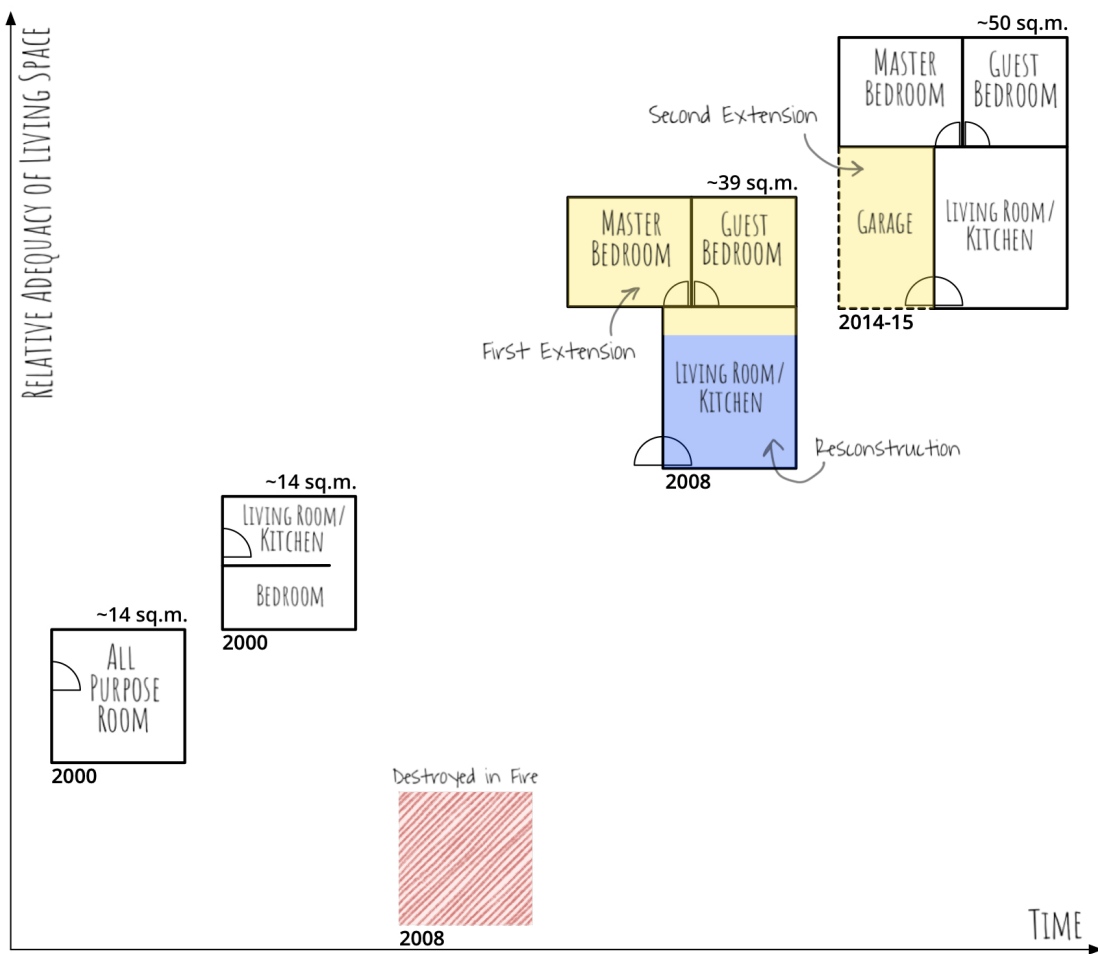 RELATIVE ADEQUACY OF LIVING SPACE
~50 sq.m.
MASTER
BEDROOM
GUEST
BEDROOM
Second Extension
GARAGE
LIVING ROOM/
KITCHEN
2014-15
~39 sq.m.
MASTER
BEDROOM
GUEST
BEDROOM
First Extension
LIVING ROOM/
KITCHEN
Resconstruction
2008
~14 sq.m.
LIVING ROOM/
KITCHEN
BEDROOM
2000
~14 sq.m.
ALL
PURPOSE
ROOM
2000
Destroyed in Fire
2008
TIME